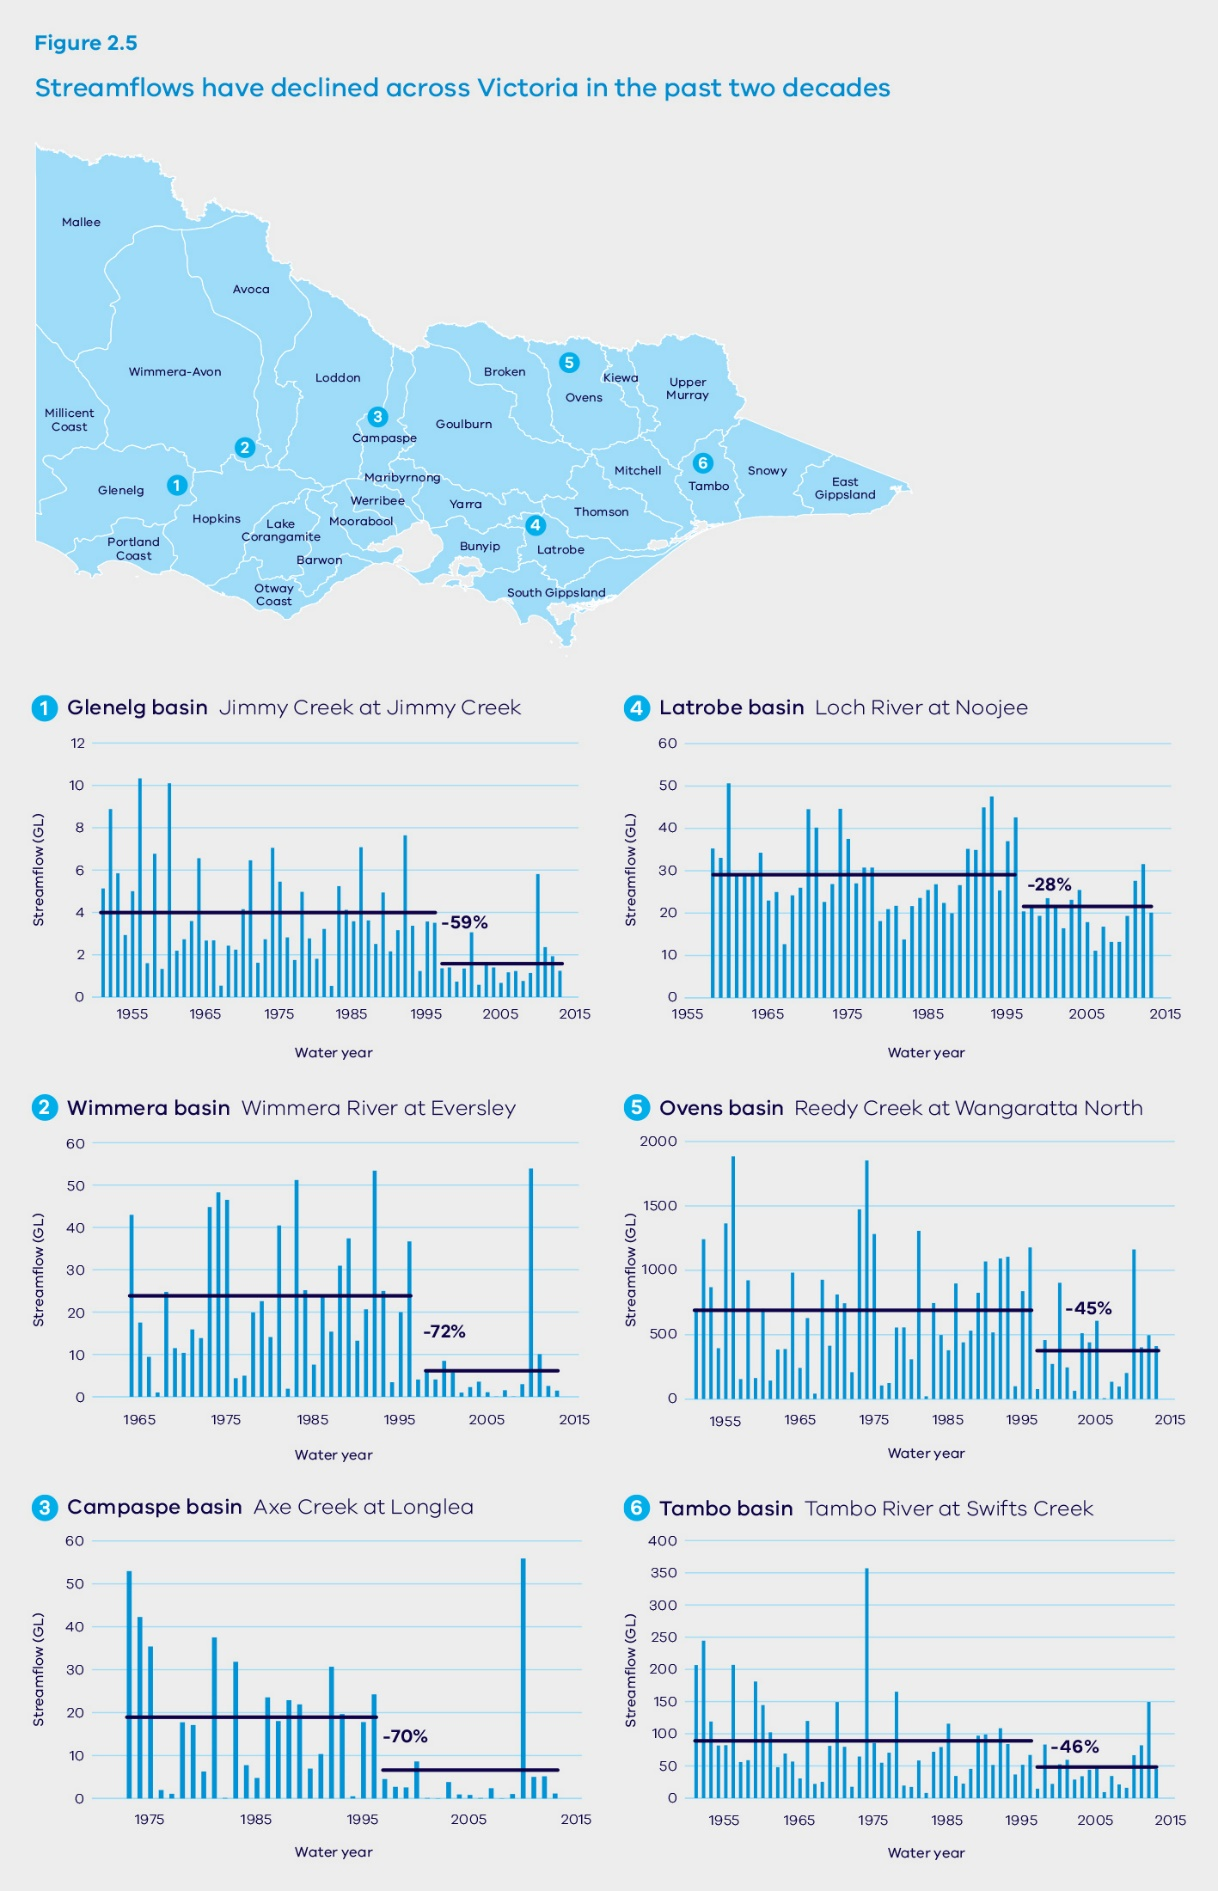 Figure 2.5
Streamflows have declined across Victoria in the past two decades
Mallee
Avoca
Wimmera-Avon
Loddon
Broken
5
Ovens
Kiewa
Upper
Murray
Millicent
Coast
3
Campaspe
Goulburn
2
1
Glenelg
Maribyrnong
Mitchell
6
Tambo
Snowy
East
Gippsland
Werribee
Yarra
Thomson
Hopkins
Lake
Corangamite
Moorabool
4
Latrobe
Bunyip
Portland
Coast
Barwon
Otway
Coast
South Gippsland
1 Glenelg basin Jimmy Creek at Jimmy Creek
Streamflow (GL)
12
10
8
6
4
2
0
-59%
1955 1965 1975 1985 1995 2005 2015
Water year
4 Latrobe basin Loch River at Noojee
Streamflow (GL)
60
50
40
30
20
10
0
-28%
1955 1965 1975 1985 1995 2005 2015
Water year
2 Wimmera basin Wimmera River at Eversley
Streamflow (GL)
60
50
40
30
20
10
0
-72%
1965 1975 1985 1995 2005 2015
Water year
5 Ovens basin Reedy Creek at Wangaratta North
Streamflow (GL)
2000
1500
1000
500
0
-45%
1955 1965 1975 1985 1995 2005 2015
Water year
3 Campaspe basin Axe Creek at Longlea
Streamflow (GL)
60
50
40
30
20
10
0
-70%
1975 1985 1995 2005 2015
Water year
6 Tambo basin Tambo River at Swifts Creek
Streamflow (GL)
400
350
300
250
200
150
100
50
0
-46%
1955 1965 1975 1985 1995 2005 2015
Water year